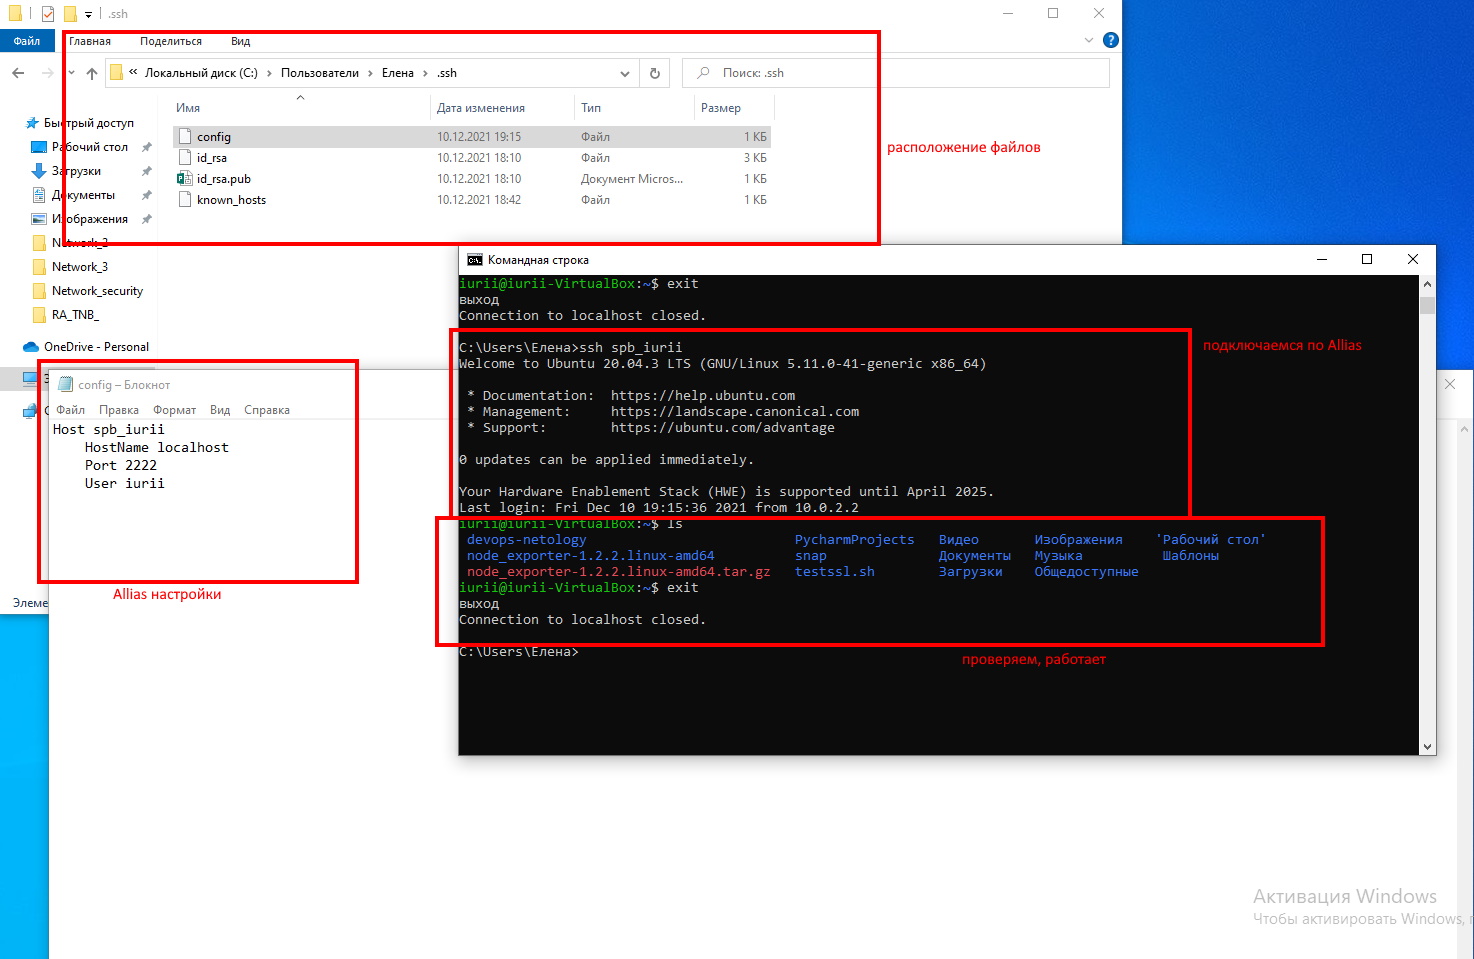 .ssh
Файл Главная Поделиться Вид
« Локальный диск (C:) › Пользователи › Елена › .ssh
Поиск: .ssh
Имя Дата изменения Тип Размер
config 10.12.2021 19:15 Файл 1 КБ
id_rsa 10.12.2021 18:10 Файл 3 КБ
id_rsa.pub 10.12.2021 18:10 Документ Micros... 1 КБ
known_hosts 10.12.2021 18:42 Файл 1 КБ
расположение файлов
Быстрый доступ
Рабочий стол
Загрузки
Документы
Изображения
Network_2
Network_3
Network_security
RA_TNB_
OneDrive - Personal
Элеме
config – Блокнот
Файл Правка Формат Вид Справка
Host spb_iurii
    HostName localhost
    Port 2222
    User iurii
Allias настройки
Командная строка
iurii@iurii-VirtualBox:~$ exit
выход
Connection to localhost closed.
C:\Users\Елена>ssh spb_iurii
Welcome to Ubuntu 20.04.3 LTS (GNU/Linux 5.11.0-41-generic x86_64)
 * Documentation:  https://help.ubuntu.com
 * Management:     https://landscape.canonical.com
 * Support:        https://ubuntu.com/advantage
0 updates can be applied immediately.
Your Hardware Enablement Stack (HWE) is supported until April 2025.
Last login: Fri Dec 10 19:15:36 2021 from 10.0.2.2
подключаемся по Allias
iurii@iurii-VirtualBox:~$ ls
devops-netology PycharmProjects Видео Изображения 'Рабочий стол'
node_exporter-1.2.2.linux-amd64 snap Документы Музыка Шаблоны
node_exporter-1.2.2.linux-amd64.tar.gz testssl.sh Загрузки Общедоступные
iurii@iurii-VirtualBox:~$ exit
выход
Connection to localhost closed.
C:\Users\Елена>
проверяем, работает
Активация Windows
Чтобы активировать Windows,